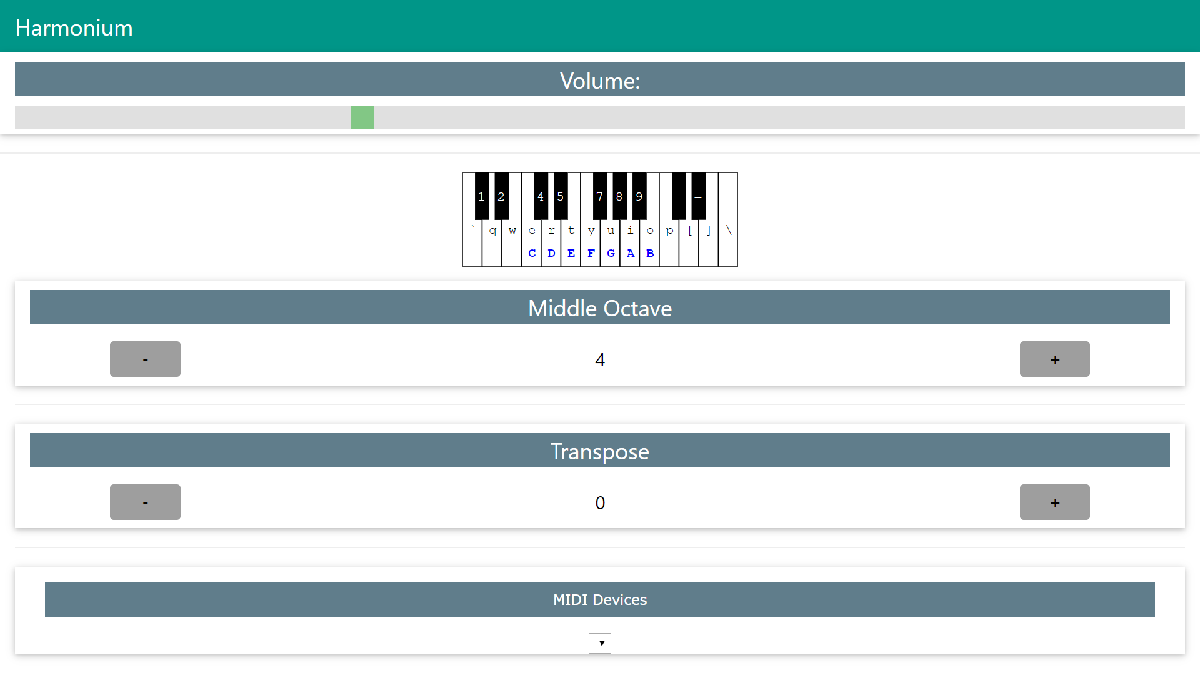 Harmonium
Volume:
1 2 4 5 7 8 9 –
` q w e r t y u i o p [ ] \
C D E F G A B
Middle Octave
- 4 +
Transpose
- 0 +
MIDI Devices